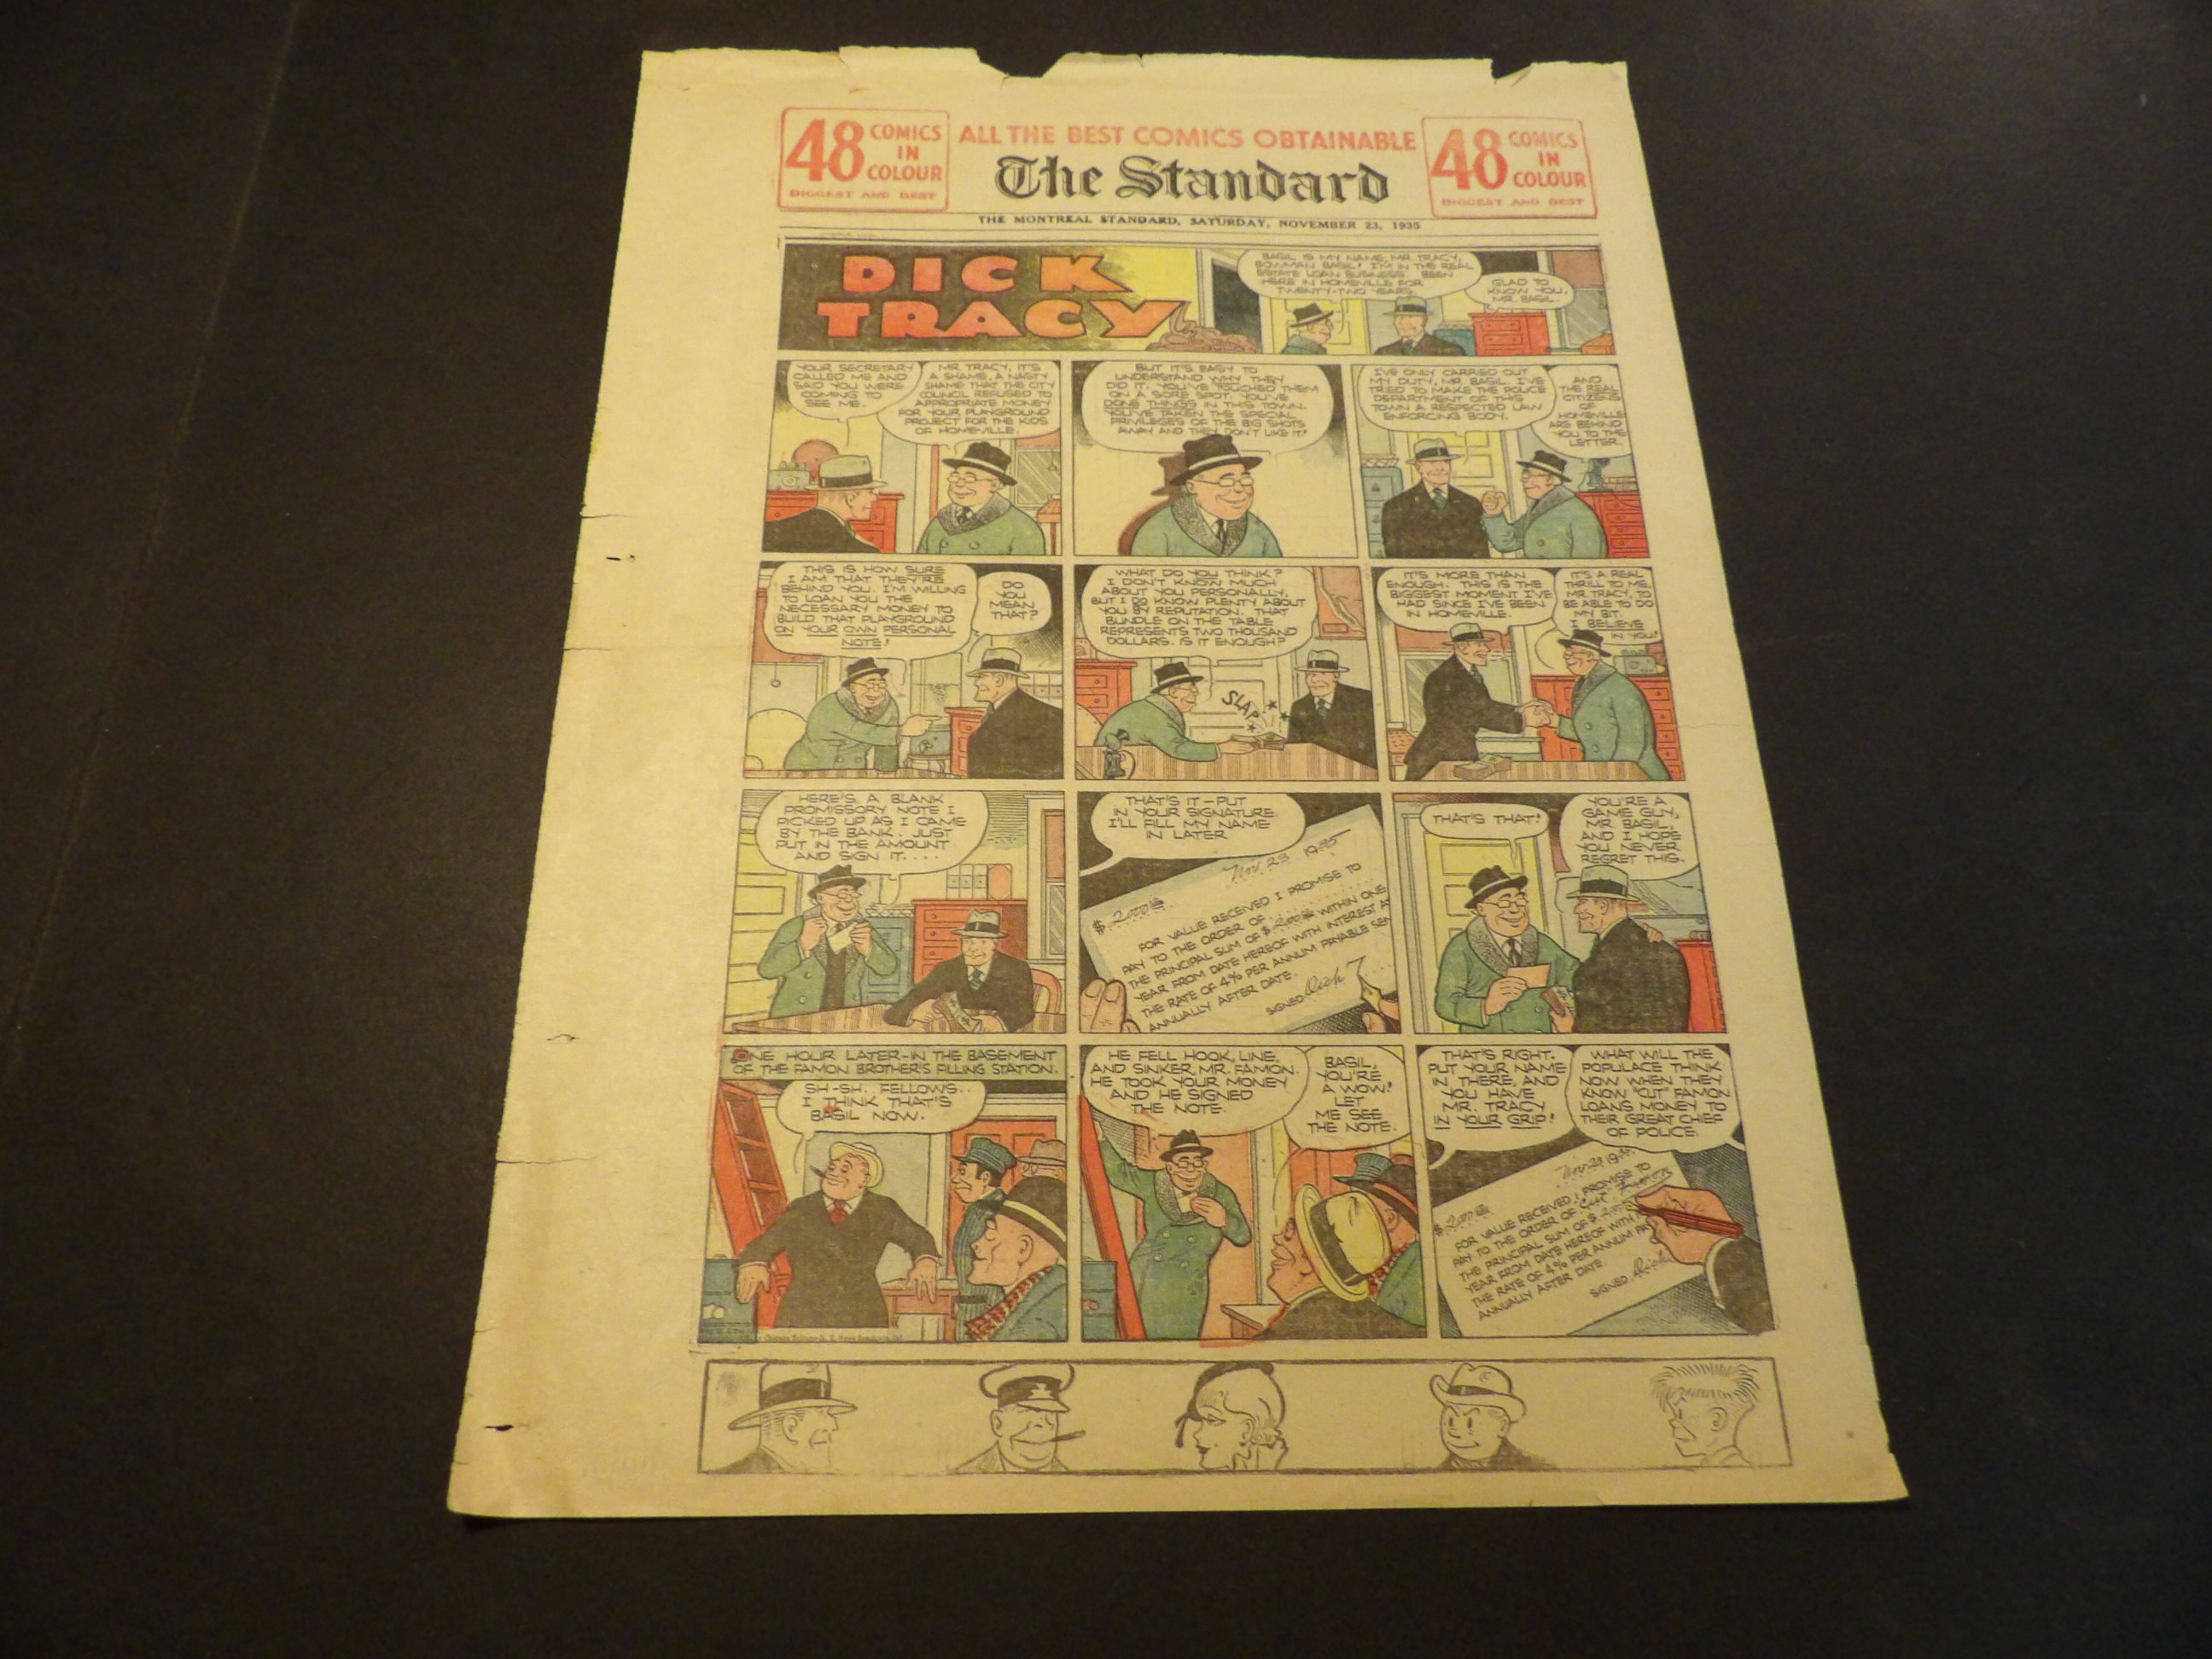 48 COMICS
IN
COLOUR
BIGGEST AND BEST
ALL THE BEST COMICS OBTAINABLE
The Standard
48 COMICS
IN
COLOUR
BIGGEST AND BEST
THE MONTREAL STANDARD, SATURDAY, NOVEMBER 23, 1935
DICK
TRACY
BASIL IS MY NAME, MR. TRACY,
BOWMAN BASIL! I'M IN THE REAL
ESTATE LOAN BUSINESS. BEEN
HERE IN HOMEVILLE FOR
TWENTY-TWO YEARS.
GLAD TO
KNOW YOU,
MR. BASIL.
YOUR SECRETARY
CALLED ME AND
SAID YOU WERE
COMING TO
SEE ME.
MR. TRACY, IT'S
A SHAME, A NASTY
SHAME THAT THE CITY
COUNCIL REFUSED TO
APPROPRIATE MONEY
FOR YOUR PLAYGROUND
PROJECT FOR THE KIDS
OF HOMEVILLE.
BUT IT'S EASY TO
UNDERSTAND WHY THEY
DID IT. YOU'VE TOUCHED THEM
ON A SORE SPOT. YOU'VE
DONE THINGS IN THIS TOWN.
YOU'VE TAKEN THE SPECIAL
PRIVILEGES OF THE BIG SHOTS
AWAY AND THEY DON'T LIKE IT!
I'VE ONLY CARRIED OUT
MY DUTY, MR. BASIL. I'VE
TRIED TO MAKE THE POLICE
DEPARTMENT OF THIS
TOWN A RESPECTED LAW
ENFORCING BODY.
AND
THE REAL
CITIZENS
OF
HOMEVILLE
ARE BEHIND
YOU TO THE
LETTER.
THIS IS HOW SURE
I AM THAT THEY'RE
BEHIND YOU. I'M WILLING
TO LOAN YOU THE
NECESSARY MONEY TO
BUILD THAT PLAYGROUND
ON YOUR OWN PERSONAL
NOTE!
DO
YOU
MEAN
THAT?
WHAT DO YOU THINK?
I DON'T KNOW MUCH
ABOUT YOU PERSONALLY,
BUT I DO KNOW PLENTY ABOUT
YOU BY REPUTATION. THAT
BUNDLE ON THE TABLE
REPRESENTS TWO THOUSAND
DOLLARS. IS IT ENOUGH?
SLAP
IT'S MORE THAN
ENOUGH. THIS IS THE
BIGGEST MOMENT I'VE
HAD SINCE I'VE BEEN
IN HOMEVILLE.
IT'S A REAL
THRILL TO ME,
MR. TRACY, TO
BE ABLE TO DO
MY BIT.
I BELIEVE
IN YOU!
HERE'S A BLANK
PROMISSORY NOTE I
PICKED UP AS I CAME
BY THE BANK. JUST
PUT IN THE AMOUNT
AND SIGN IT....
THAT'S IT - PUT
IN YOUR SIGNATURE.
I'LL FILL MY NAME
IN LATER
Nov. 23 1935
$ 2000
FOR VALUE RECEIVED I PROMISE TO
PAY TO THE ORDER OF
THE PRINCIPAL SUM OF $ 2000 WITHIN ONE
YEAR FROM DATE HEREOF WITH INTEREST AT
THE RATE OF 4% PER ANNUM PAYABLE SEM
ANNUALLY AFTER DATE.
SIGNED Dick T
THAT'S THAT!
YOU'RE A
GAME GUY,
MR. BASIL,
AND I HOPE
YOU NEVER
REGRET THIS.
ONE HOUR LATER-IN THE BASEMENT
OF THE FAMON BROTHER'S FILLING STATION.
SH-SH. FELLOWS..
I THINK THAT'S
BASIL NOW.
HE FELL HOOK, LINE,
AND SINKER, MR. FAMON.
HE TOOK YOUR MONEY
AND HE SIGNED
THE NOTE.
BASIL,
YOU'RE
A WOW!
LET
ME SEE
THE NOTE.
THAT'S RIGHT.
PUT YOUR NAME
IN THERE, AND
YOU HAVE
MR. TRACY
IN YOUR GRIP!
WHAT WILL THE
POPULACE THINK
NOW WHEN THEY
KNOW "CUT" FAMON
LOANS MONEY TO
THER GREAT CHIEF
OF POLICE.
Nov. 23 19
$ 2000
FOR VALUE RECEIVED I PROMISE TO
PAY TO THE ORDER OF Cut Famon
THE PRINCIPAL SUM OF $
YEAR FROM DATE HEREOF WITH
THE RATE OF 4% PER ANNUM PA
ANNUALLY AFTER DATE.
SIGNED Dick